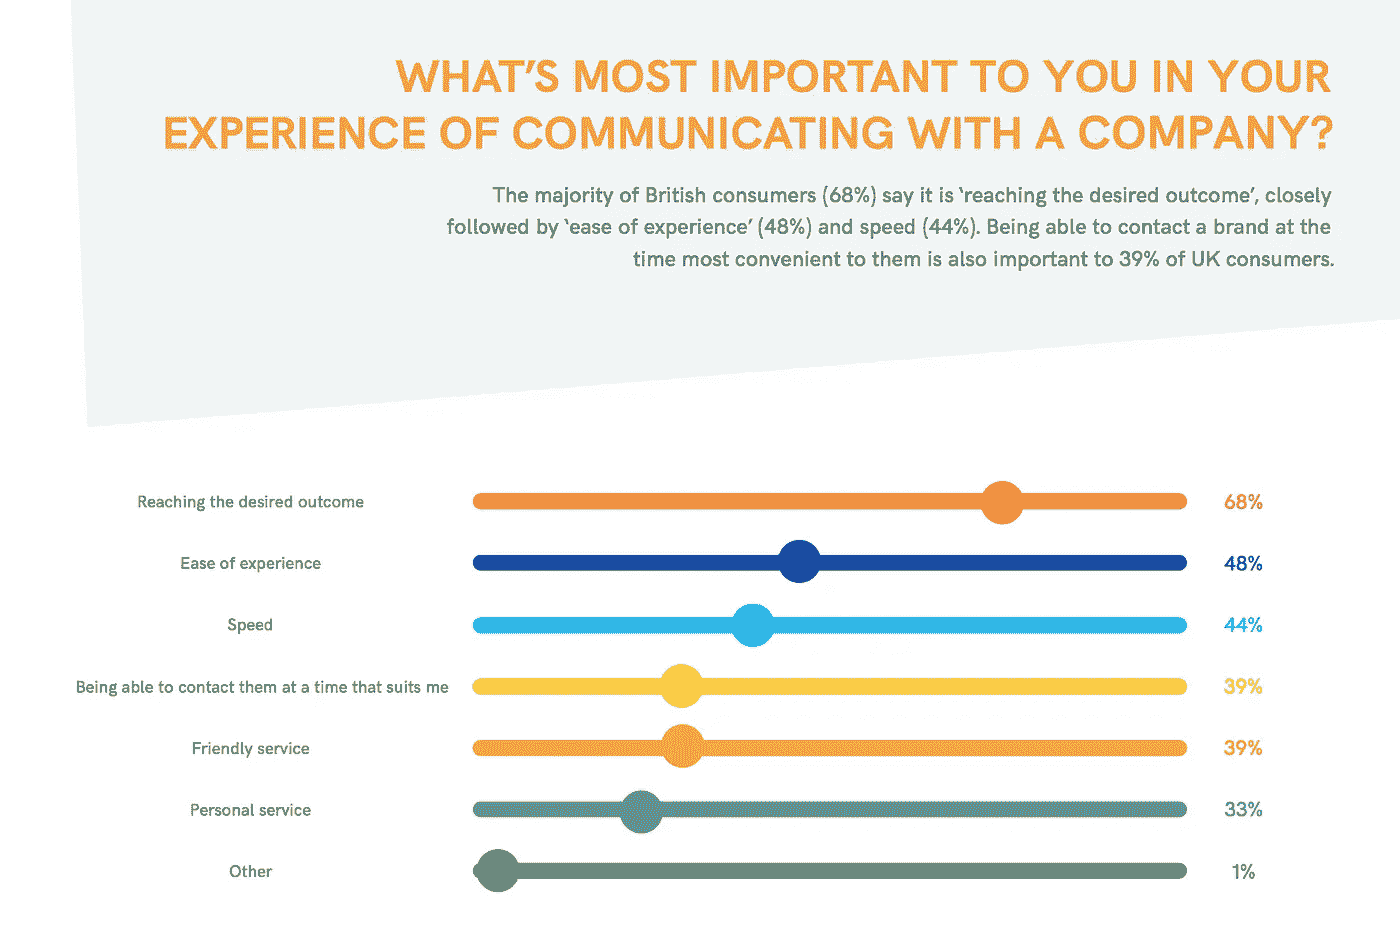 WHAT’S MOST IMPORTANT TO YOU IN YOUR
EXPERIENCE OF COMMUNICATING WITH A COMPANY?
The majority of British consumers (68%) say it is ‘reaching the desired outcome’, closely
followed by ‘ease of experience’ (48%) and speed (44%). Being able to contact a brand at the
time most convenient to them is also important to 39% of UK consumers.
Reaching the desired outcome 68%
Ease of experience 48%
Speed 44%
Being able to contact them at a time that suits me 39%
Friendly service 39%
Personal service 33%
Other 1%